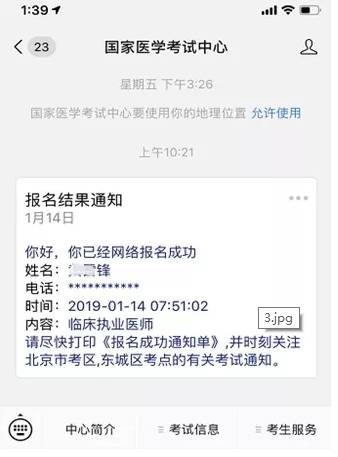 1:39
23
国家医学考试中心
星期五 下午3:26
国家医学考试中心要使用你的地理位置 允许使用
上午10:21
报名结果通知
1月14日
你好，你已经网络报名成功
姓名：锋
电话：***********
时间：2019-01-14 07:51:02
3.jpg
内容：临床执业医师
请尽快打印《报名成功通知单》,并时刻关注
北京市考区,东城区考点的有关考试通知。
中心简介
考试信息
考生服务